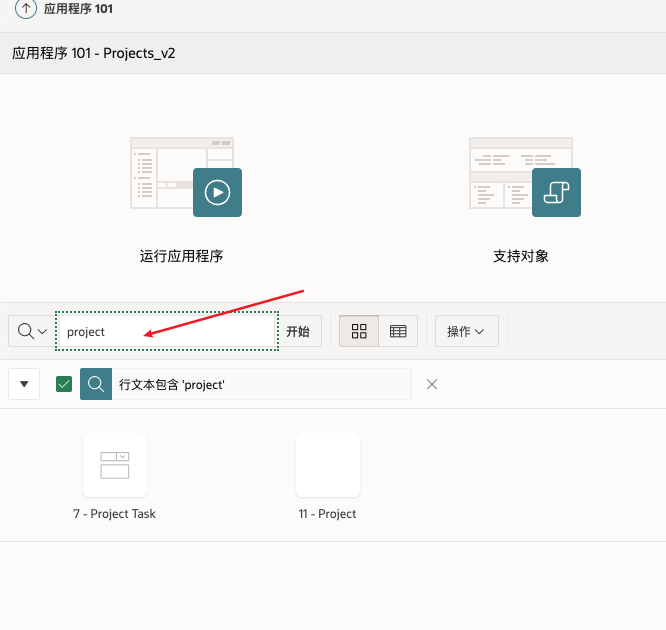 应用程序 101
应用程序 101 - Projects_v2
运行应用程序
支持对象
project
开始
操作
行文本包含 'project'
7 - Project Task
11 - Project